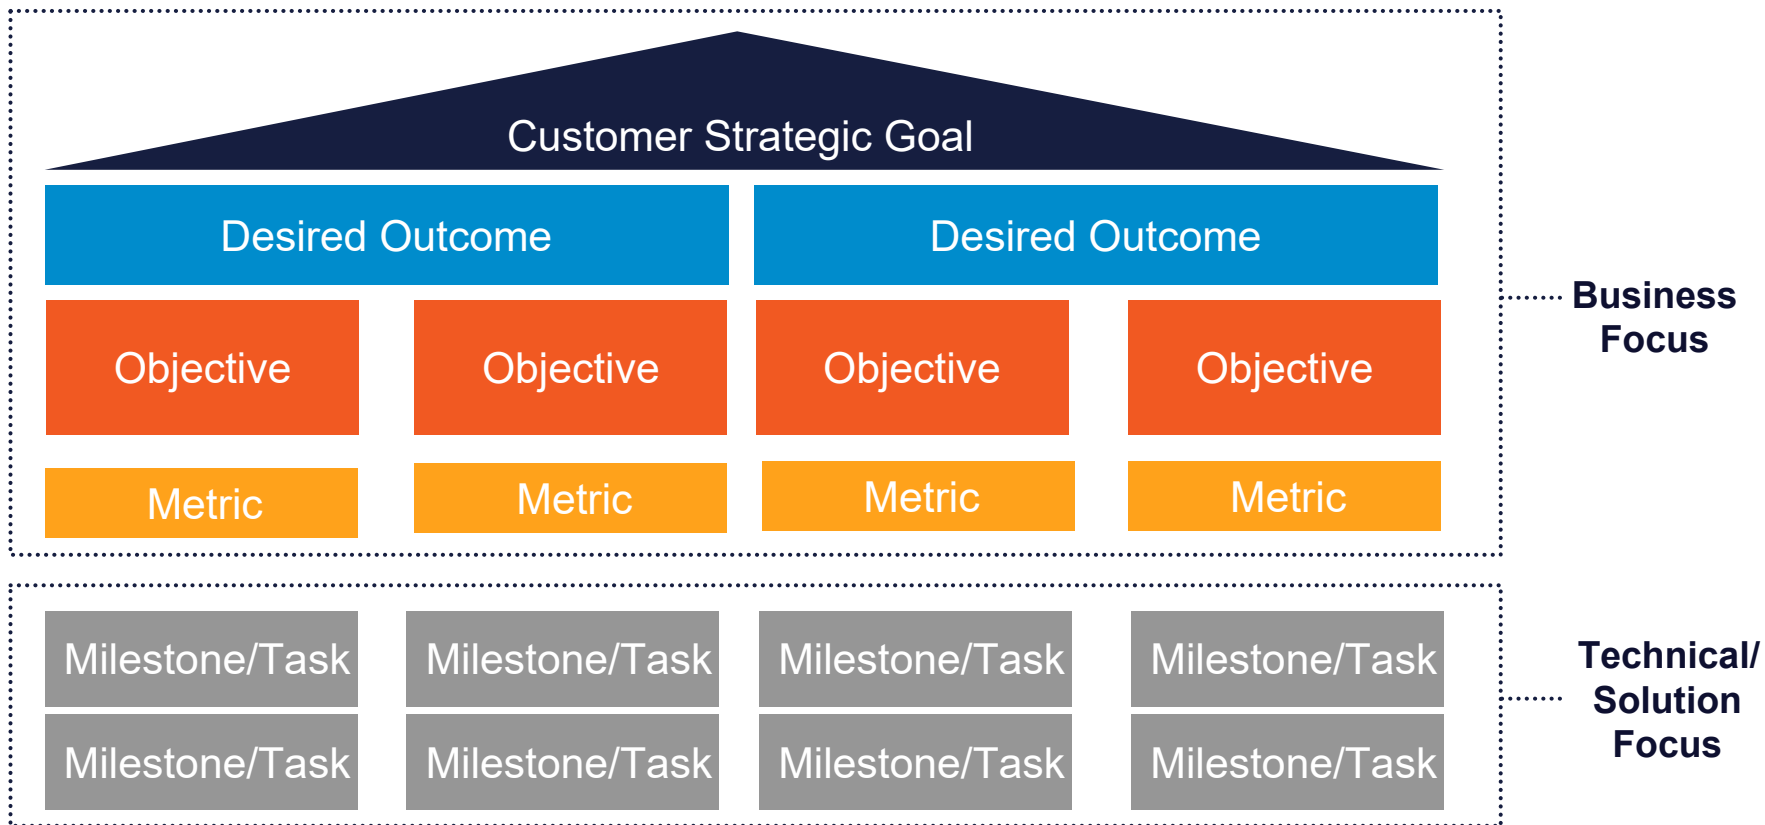 Customer Strategic Goal
Desired Outcome
Desired Outcome
Objective
Objective
Objective
Objective
Metric
Metric
Metric
Metric
Business
Focus
Milestone/Task
Milestone/Task
Milestone/Task
Milestone/Task
Milestone/Task
Milestone/Task
Milestone/Task
Milestone/Task
Technical/
Solution
Focus